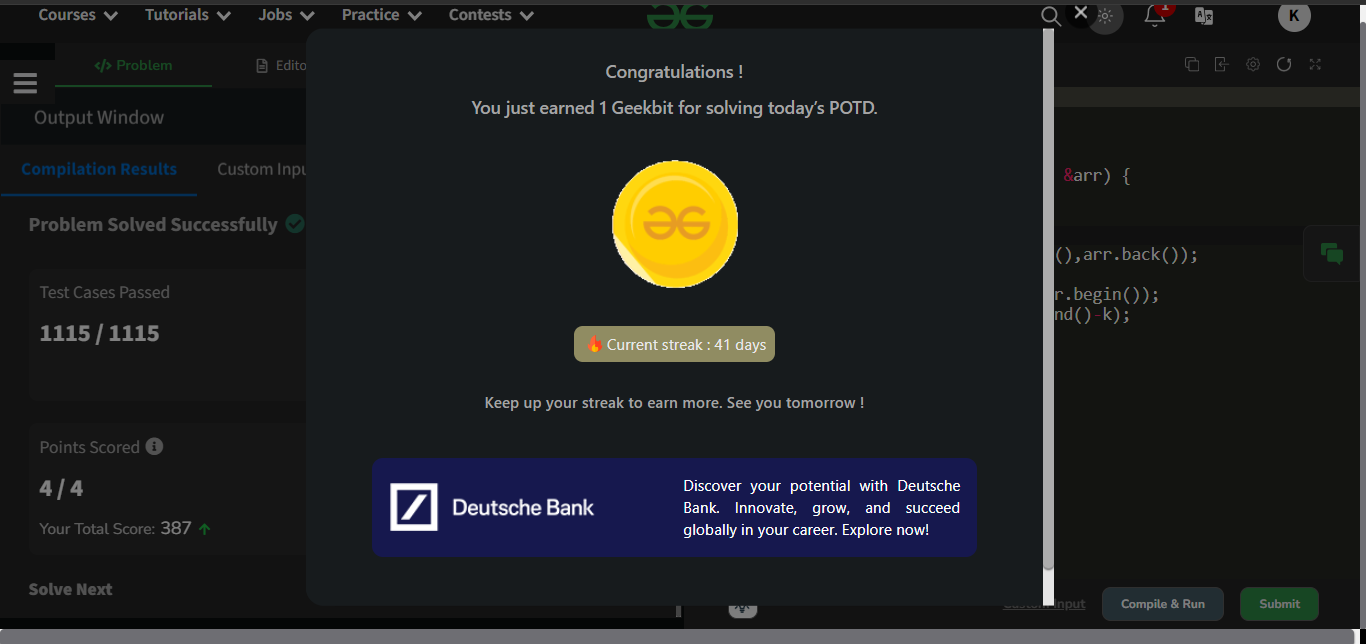 Courses Tutorials Jobs Practice Contests
1
K
Problem
Edito
Output Window
Compilation Results
Custom Inpu
Problem Solved Successfully
Test Cases Passed
1115 / 1115
Points Scored
4 / 4
Your Total Score: 387
Solve Next
Congratulations !
You just earned 1 Geekbit for solving today’s POTD.
Current streak : 41 days
Keep up your streak to earn more. See you tomorrow !
Deutsche Bank
Discover your potential with Deutsche
Bank. Innovate, grow, and succeed
globally in your career. Explore now!
&arr) {
(),arr.back());
r.begin());
nd()-k);
Custom Input
Compile & Run
Submit